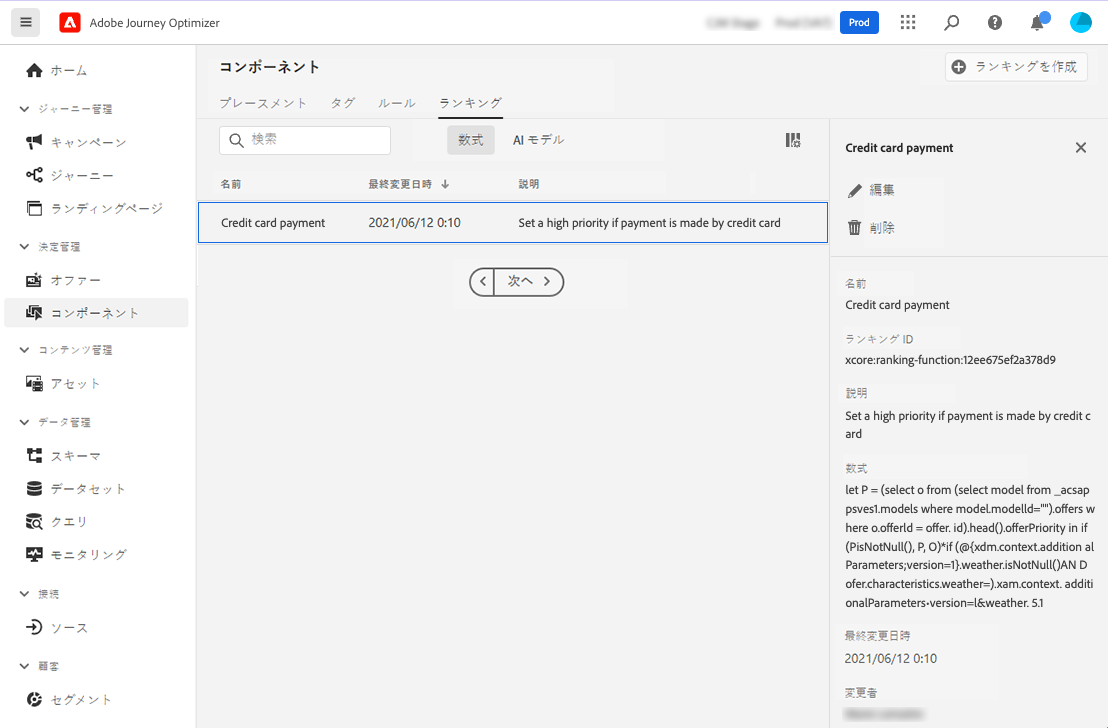 Adobe Journey Optimizer
Prod
ホーム
ジャーニー管理
キャンペーン
ジャーニー
ランディングページ
決定管理
オファー
コンポーネント
コンテンツ管理
アセット
データ管理
スキーマ
データセット
クエリ
モニタリング
接続
ソース
顧客
セグメント
コンポーネント
ランキングを作成
プレースメント タグ ルール ランキング
検索
数式 AI モデル
名前 最終変更日時 ↓ 説明
Credit card payment 2021/06/12 0:10 Set a high priority if payment is made by credit card
次へ
Credit card payment
編集
削除
名前
Credit card payment
ランキング ID
xcore:ranking-function:12ee675ef2a378d9
説明
Set a high priority if payment is made by credit c
ard
数式
let P = (select o from (select model from _acsap
psves1.models where model.modelld="").offers w
here o.offerld = offer. id).head().offerPriority in if
(PisNotNull(), P, O)*if (@{xdm.context.addition al
Parameters;version=1}.weather.isNotNull()AN D
ofer.characteristics.weather=).xam.context. additi
onalParameters•version=l&weather. 5.1
最終変更日時
2021/06/12 0:10
変更者